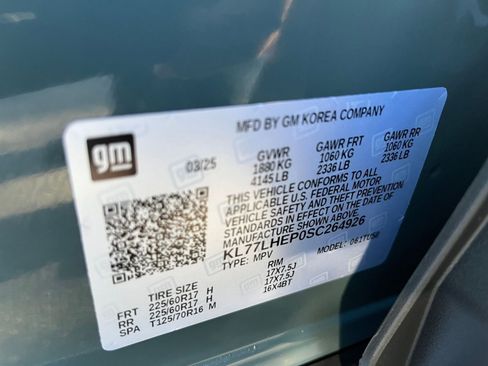 MFD BY GM KOREA COMPANY
gm
03/25
GVWR
1880 KG
4145 LB
GAWR FRT
1060 KG
2336 LB
GAWR RR
1060 KG
2336 LB
THIS VEHICLE CONFORMS TO ALL
APPLICABLE U.S. FEDERAL MOTOR
VEHICLE SAFETY AND THEFT
PREVENTION STANDARDS IN
EFFECT ON THE DATE OF
MANUFACTURE SHOWN ABOVE.
KL77LHEP0SC264926
TYPE: MPV
MODEL: 061TU58
TIRE SIZE
RIM
FRT 225/60R17 H 17X7.5J
RR 225/60R17 H 17X7.5J
SPA T125/70R16 M 16X4BT